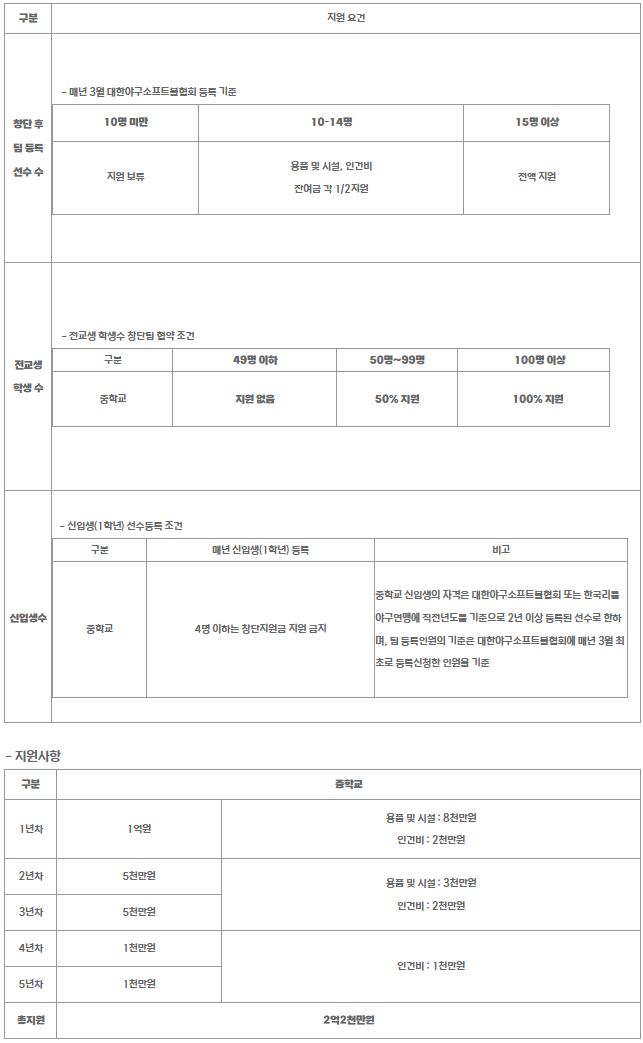 구분 지원 요건
창단 후
팀 등록
선수 수
- 매년 3월 대한야구소프트볼협회 등록 기준
10명 미만 10-14명 15명 이상
지원 보류 용품 및 시설, 인건비
잔여금 각 1/2지원 전액 지원
전교생
학생 수
- 전교생 학생수 창단팀 협약 조건
구분 49명 이하 50명~99명 100명 이상
중학교 지원 없음 50% 지원 100% 지원
신입생수
- 신입생(1학년) 선수등록 조건
구분 매년 신입생(1학년) 등록 비고
중학교 4명 이하는 창단지원금 지원 금지
중학교 신입생의 자격은 대한야구소프트볼협회 또는 한국리틀
야구연맹에 직전년도를 기준으로 2년 이상 등록된 선수로 한하
며, 팀 등록인원의 기준은 대한야구소프트볼협회에 매년 3월 최
초로 등록신청한 인원을 기준
- 지원사항
구분 중학교
1년차 1억원 용품 및 시설 : 8천만원
인건비 : 2천만원
2년차 5천만원 용품 및 시설 : 3천만원
인건비 : 2천만원
3년차 5천만원
4년차 1천만원 인건비 : 1천만원
5년차 1천만원
총지원 2억2천만원